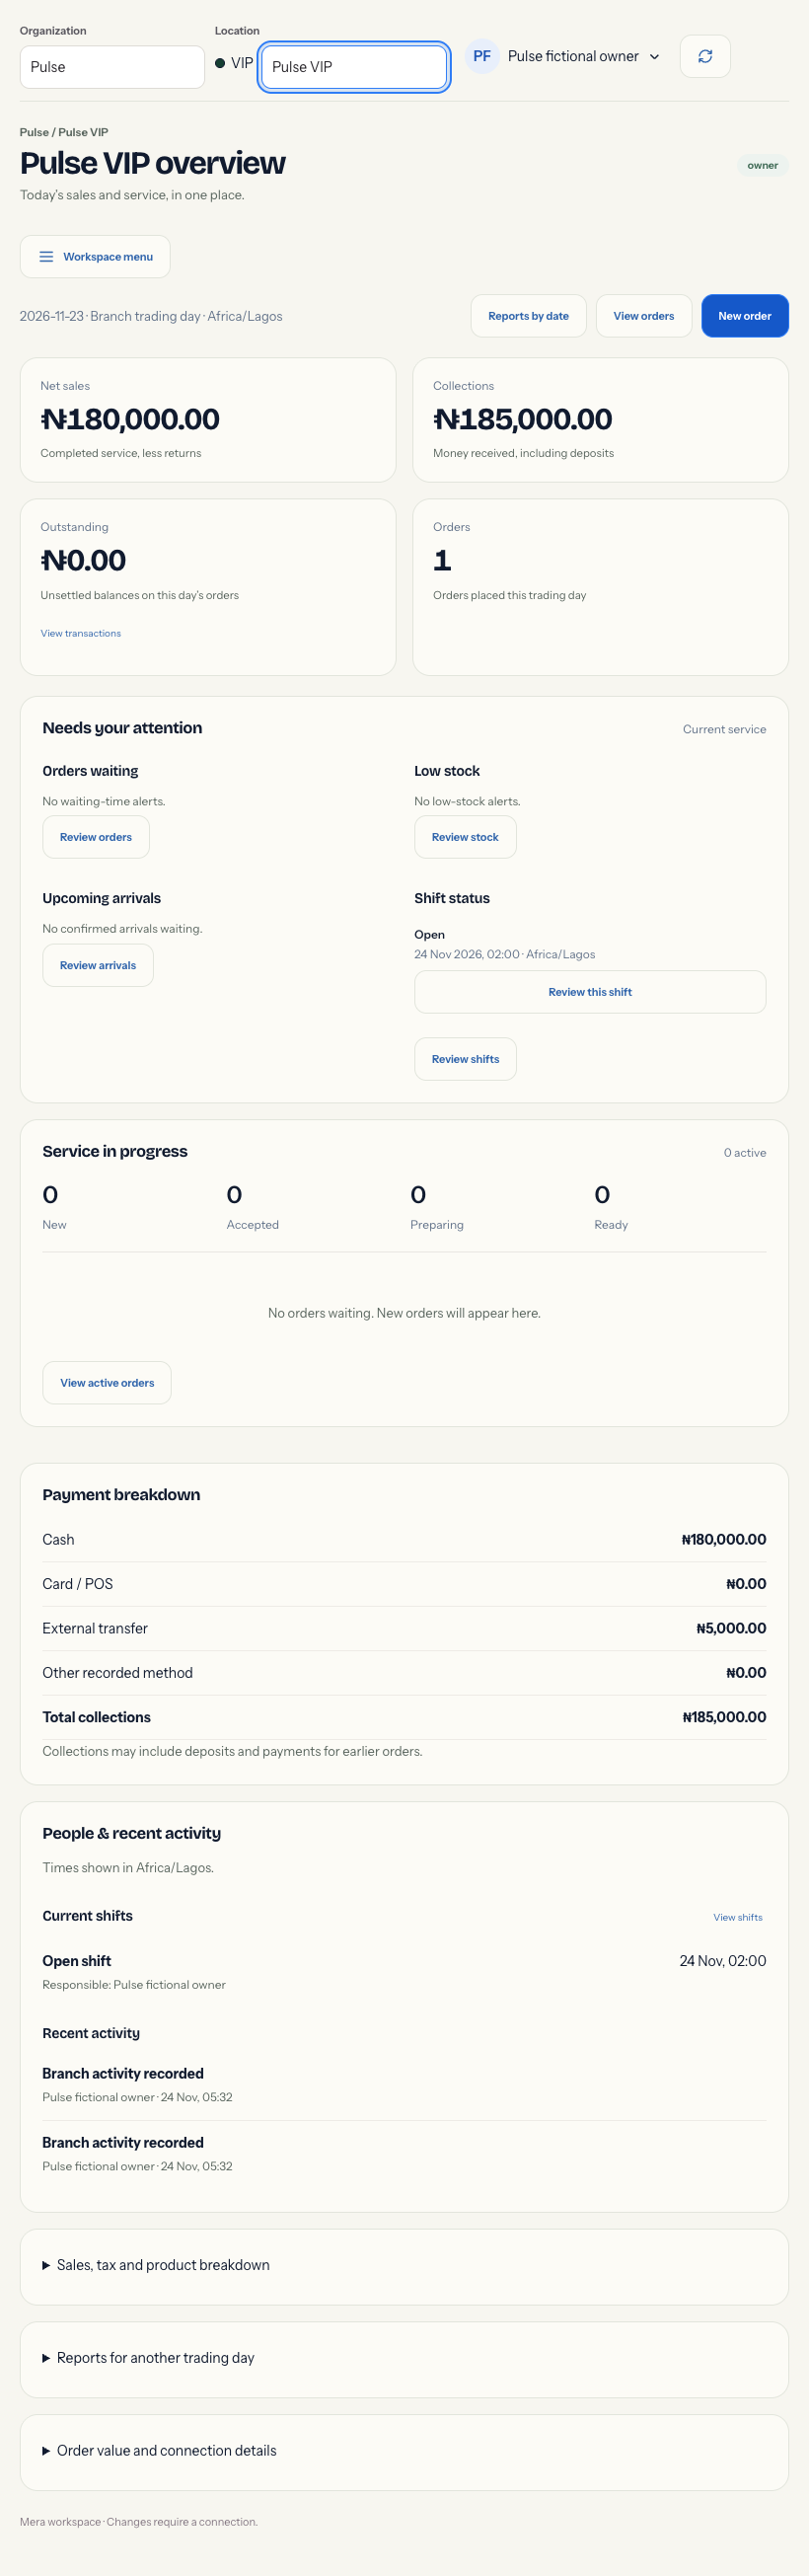 Organization
Location
Pulse
VIP
Pulse VIP
PF
Pulse fictional owner
Pulse / Pulse VIP
Pulse VIP overview
owner
Today's sales and service, in one place.
Workspace menu
2026-11-23 · Branch trading day · Africa/Lagos
Reports by date
View orders
New order
Net sales
₦180,000.00
Completed service, less returns
Collections
₦185,000.00
Money received, including deposits
Outstanding
₦0.00
Unsettled balances on this day's orders
View transactions
Orders
1
Orders placed this trading day
Needs your attention
Current service
Orders waiting
No waiting-time alerts.
Review orders
Low stock
No low-stock alerts.
Review stock
Upcoming arrivals
No confirmed arrivals waiting.
Review arrivals
Shift status
Open
24 Nov 2026, 02:00 · Africa/Lagos
Review this shift
Review shifts
Service in progress
0 active
0
New
0
Accepted
0
Preparing
0
Ready
No orders waiting. New orders will appear here.
View active orders
Payment breakdown
Cash ₦180,000.00
Card / POS ₦0.00
External transfer ₦5,000.00
Other recorded method ₦0.00
Total collections ₦185,000.00
Collections may include deposits and payments for earlier orders.
People & recent activity
Times shown in Africa/Lagos.
Current shifts
View shifts
Open shift 24 Nov, 02:00
Responsible: Pulse fictional owner
Recent activity
Branch activity recorded
Pulse fictional owner · 24 Nov, 05:32
Branch activity recorded
Pulse fictional owner · 24 Nov, 05:32
Sales, tax and product breakdown
Reports for another trading day
Order value and connection details
Mera workspace · Changes require a connection.